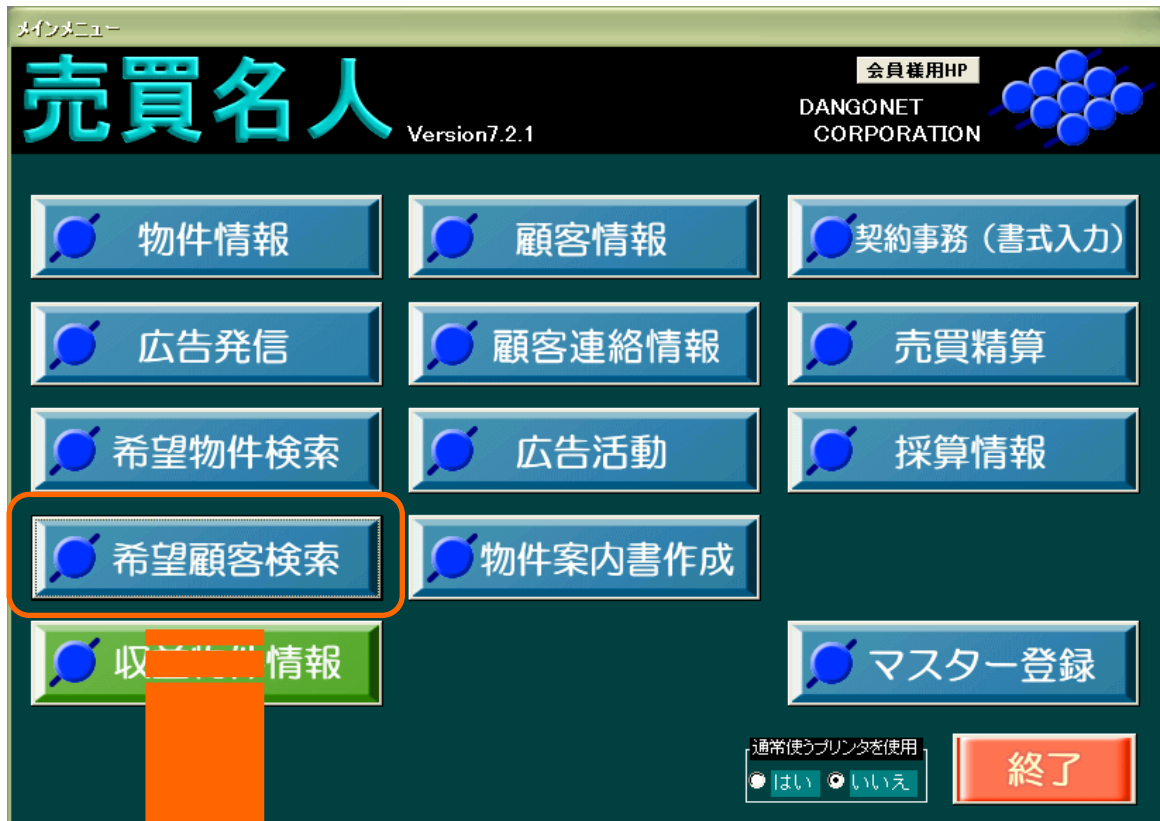 メインメニュー
売買名人
Version7.2.1
会員様用HP
DANGONET
CORPORATION
物件情報
顧客情報
契約事務（書式入力）
広告発信
顧客連絡情報
売買精算
希望物件検索
広告活動
採算情報
希望顧客検索
物件案内書作成
収益物件情報
マスター登録
通常使うプリンタを使用
はい
いいえ
終了